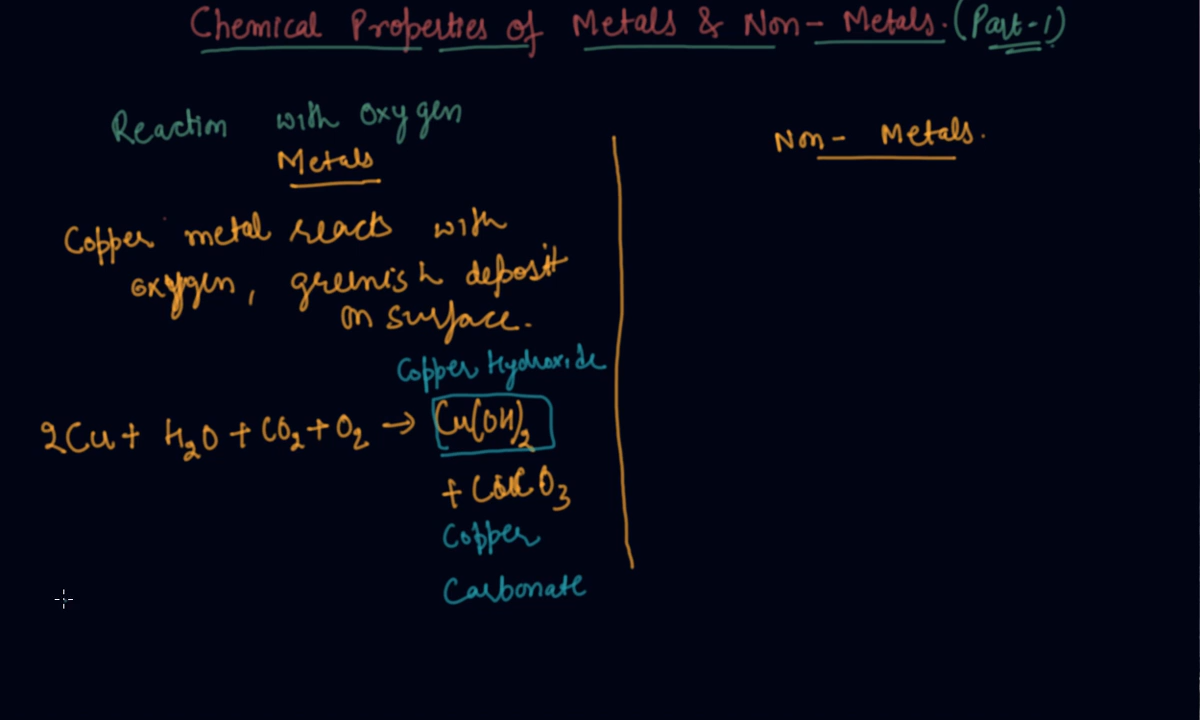 Chemical Properties of Metals & Non- Metals. (Part-1)
Reaction with oxygen
Metals
Copper metal reacts with
oxygen, greenish deposit
on surface.
Copper Hydroxide
2Cu + H₂O + CO₂ + O₂ → Cu(OH)₂
+ CuCO₃
Copper
Carbonate
Non- Metals.